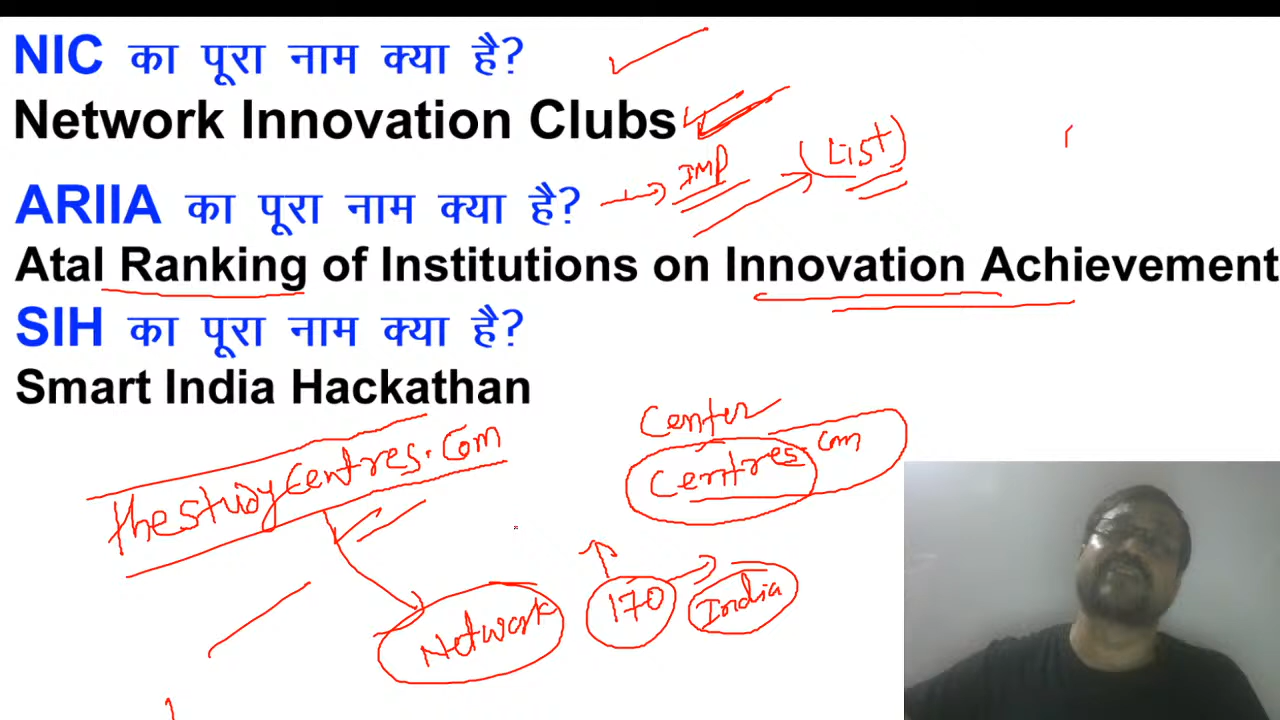 NIC का पूरा नाम क्या है?
Network Innovation Clubs
IMP
(List)
ARIIA का पूरा नाम क्या है?
Atal Ranking of Institutions on Innovation Achievement
SIH का पूरा नाम क्या है?
Smart India Hackathan
Center
thestudycentres.com
Centres.com
Network
170
India